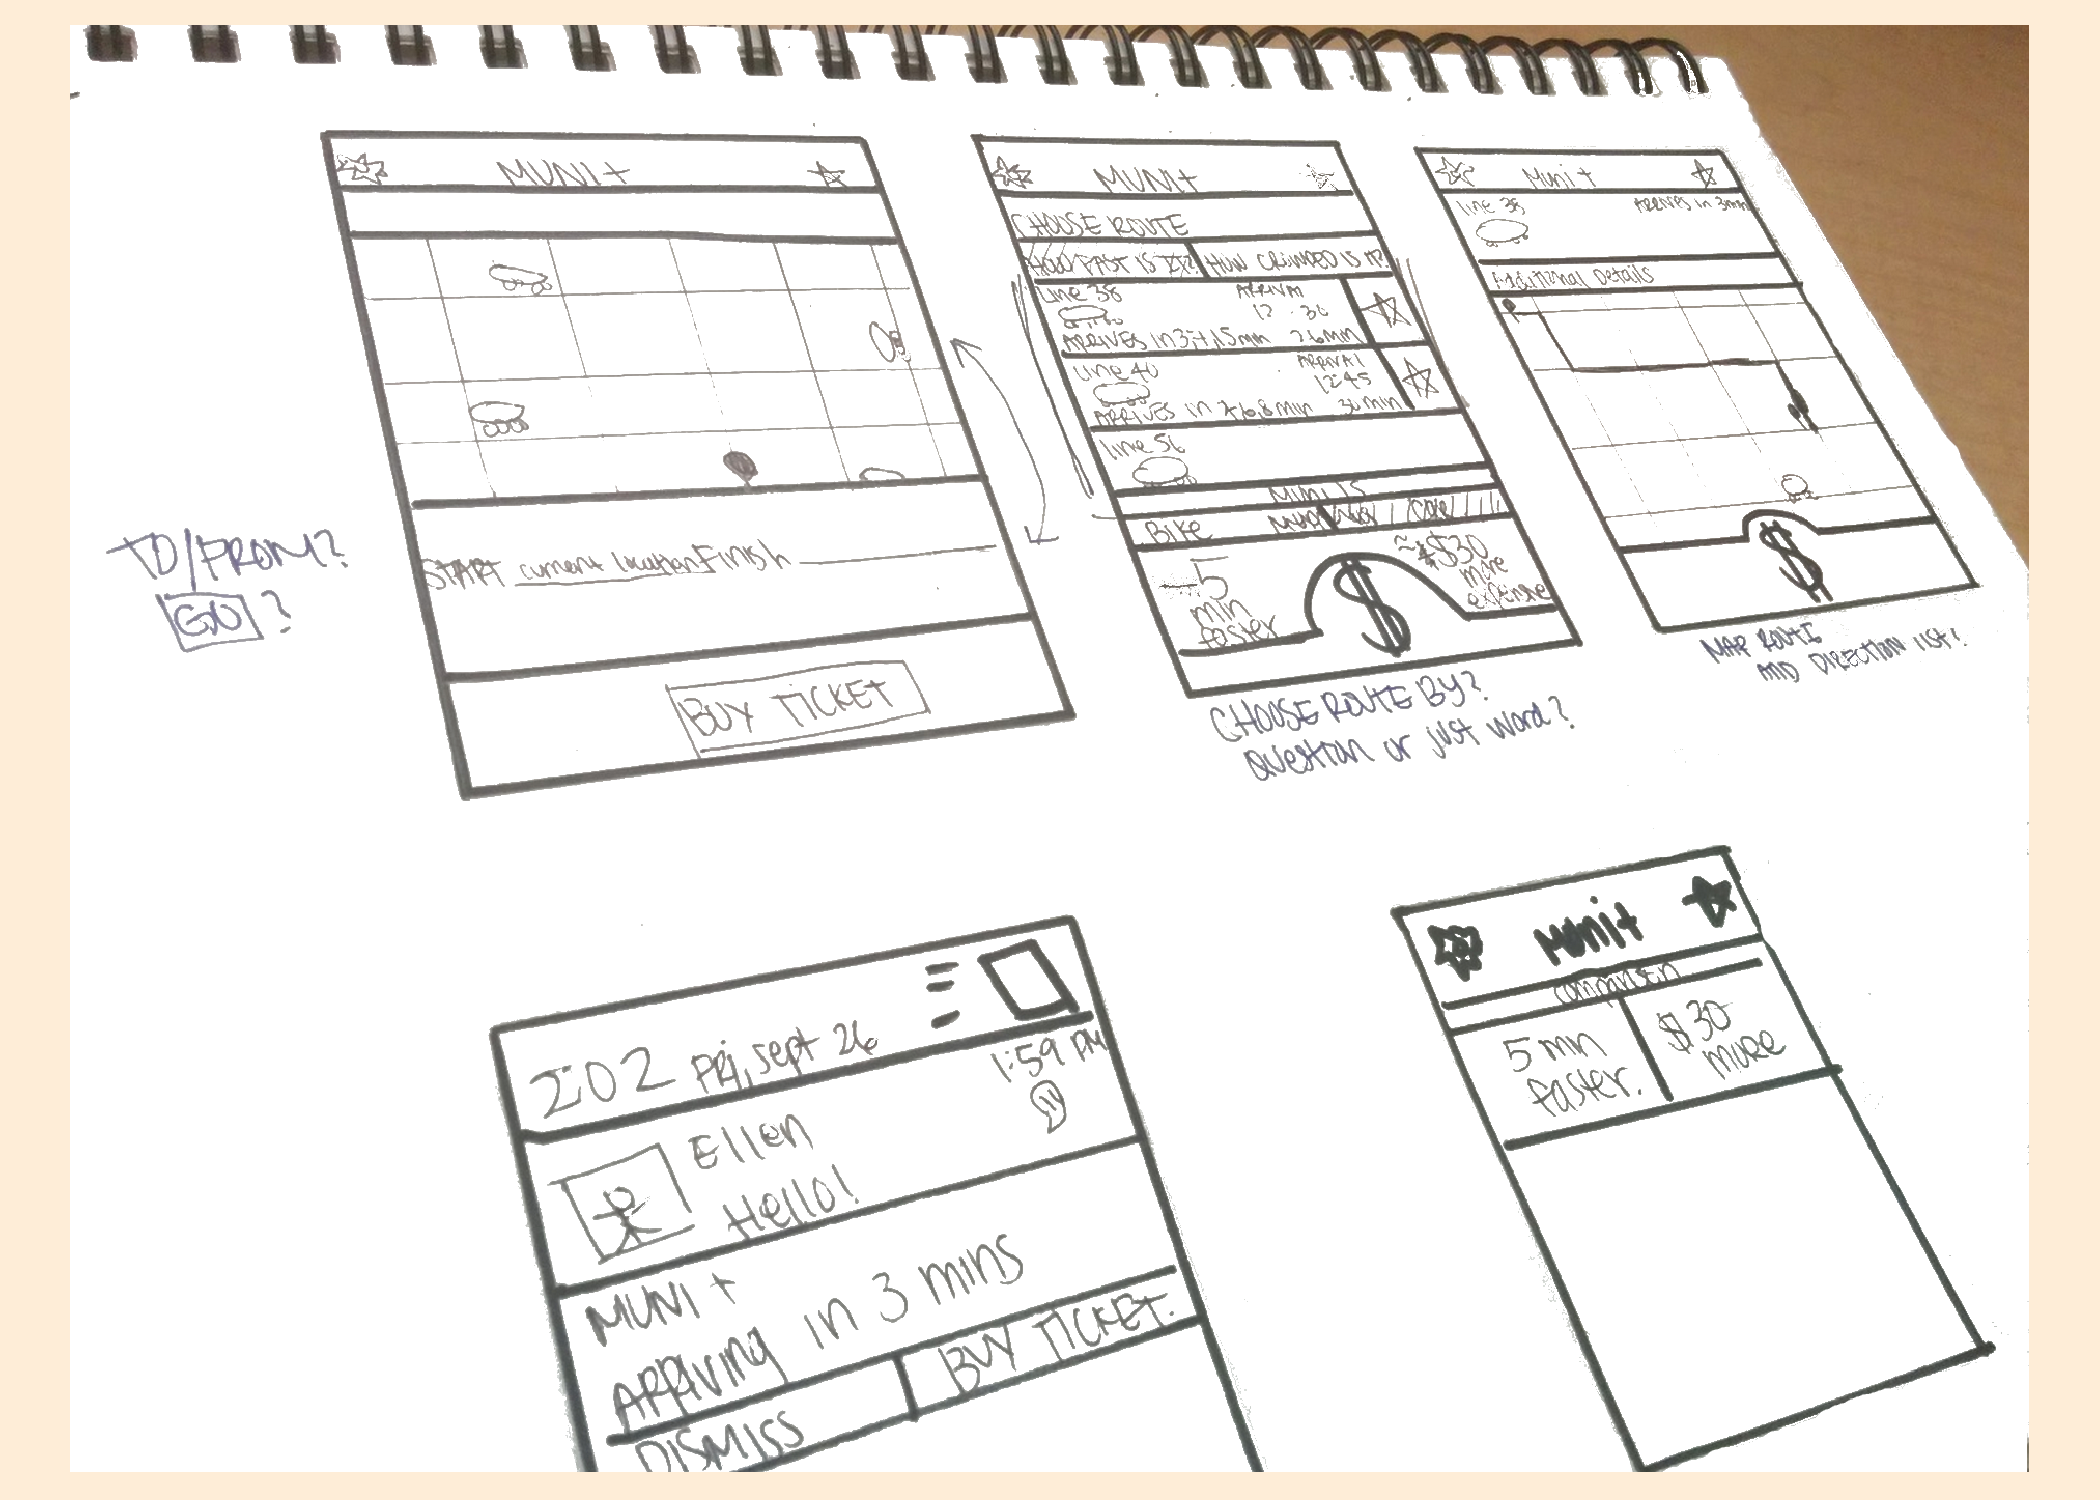 MUNI+
START current location Finish
BUY TICKET
TO/FROM?
GO ?
MUNI+
CHOOSE ROUTE
HOW FAST IS IT? HOW CROWDED IS IT?
Line 38 ARRIVAL
12:30
ARRIVES in 3, 7, 15 min 26 min
Line 40 ARRIVAL
12:45
ARRIVES in 2, 6, 8 min 30 min
line 56
Bike
5 min faster
≈ $30 more expensive
$
CHOOSE ROUTE BY?
Question or just word?
Muni+
line 38 ARRIVES in 3 min
Additional Details
$
MAP ROUTE
AND DIRECTION LIST!
2:02 Fri, Sept 26
1:59 PM
Ellen
Hello!
MUNI+
ARRIVING in 3 mins
DISMISS BUY TICKET.
Muni+
comparison
5 min faster.
$30 more